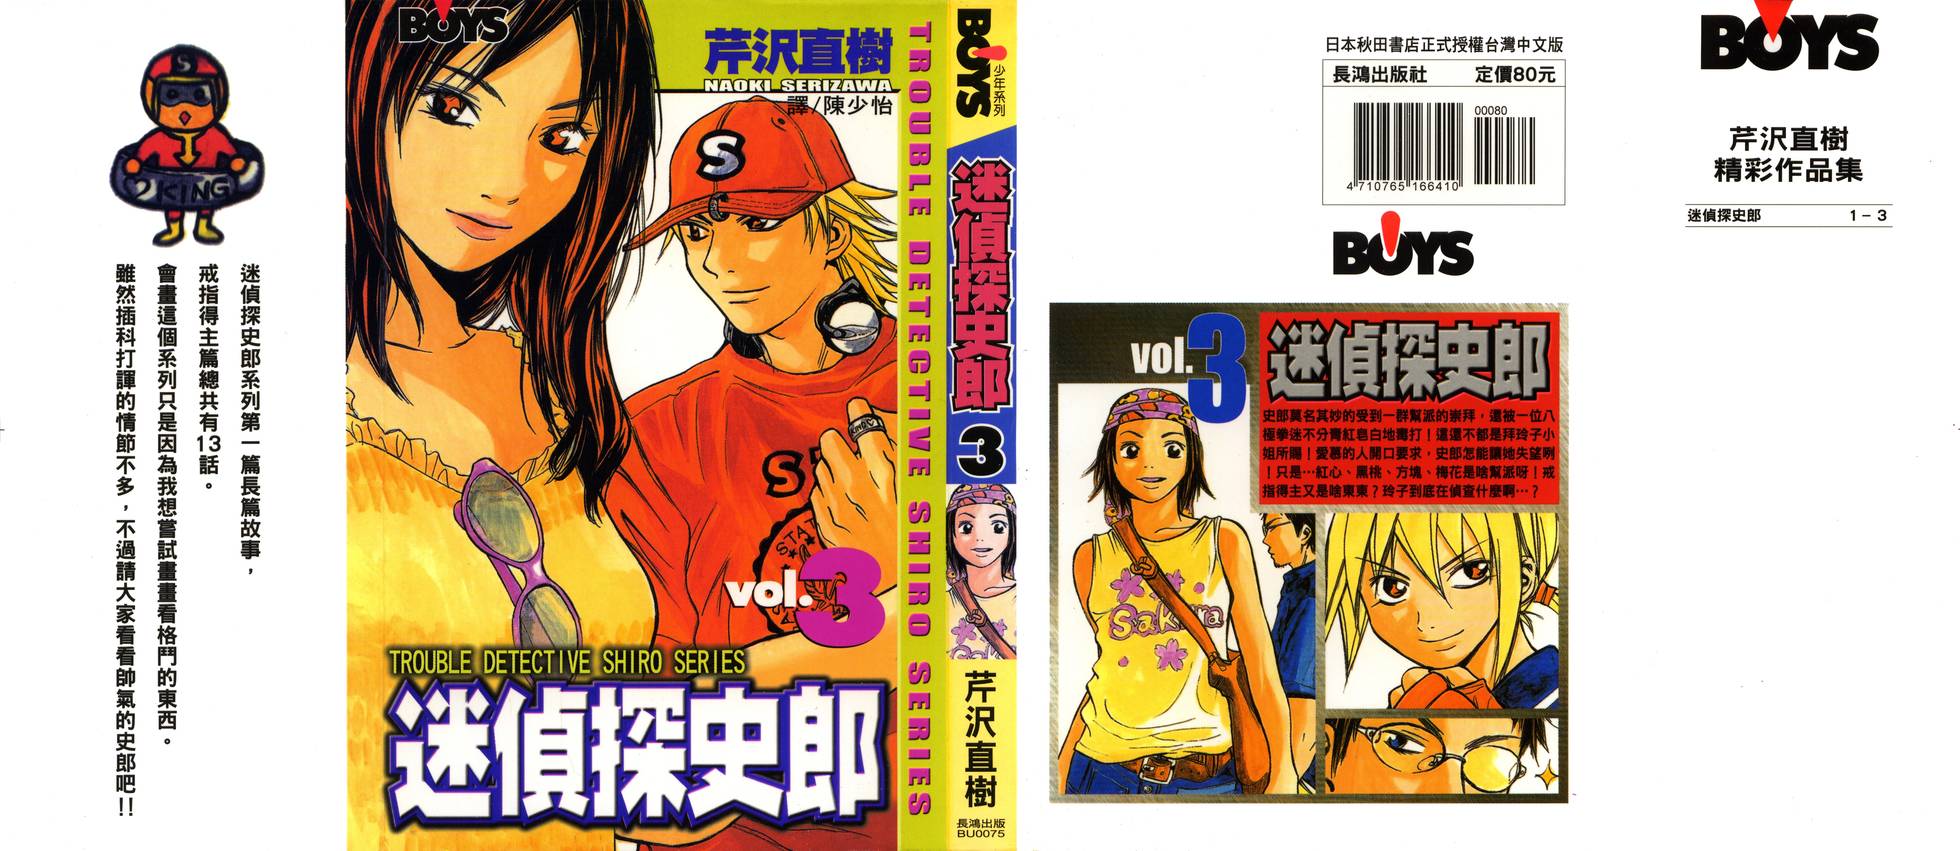 S
KING
迷偵探史郎系列第一篇長篇故事，
戒指得主篇總共有13話。
會畫這個系列只是因為我想嘗試畫畫看格鬥的東西。
雖然插科打諢的情節不多，不過請大家看看帥氣的史郎吧!!
BOYS
芹沢直樹
NAOKI SERIZAWA
譯/陳少怡
S
S
STA
vol.3
TROUBLE DETECTIVE SHIRO SERIES
迷偵探史郎
TROUBLE DETECTIVE SHIRO SERIES
BOYS
少年系列
迷偵探史郎
3
芹沢直樹
長鴻出版
BU0075
日本秋田書店正式授權台灣中文版
長鴻出版社 定價80元
00080
4 710765 166410
BOYS
vol.3
迷偵探史郎
史郎莫名其妙的受到一群幫派的崇拜，還被一位八
極拳迷不分青紅皂白地毒打！這還不都是拜玲子小
姐所賜！愛慕的人開口要求，史郎怎能讓她失望咧
！只是…紅心、黑桃、方塊、梅花是啥幫派呀！戒
指得主又是啥東東？玲子到底在偵查什麼啊…？
Sakura
BOYS
芹沢直樹
精彩作品集
迷偵探史郎 1－3